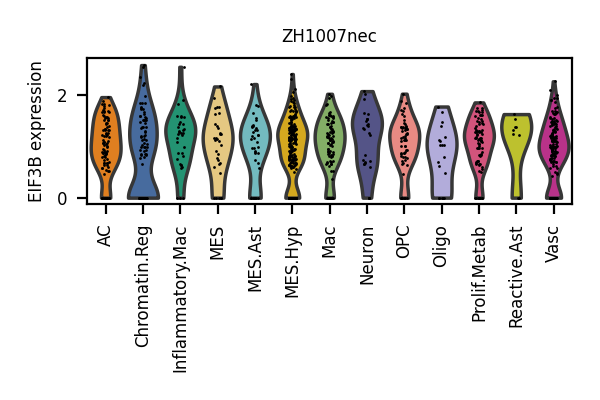 ZH1007nec
EIF3B expression
2
0
AC
Chromatin.Reg
Inflammatory.Mac
MES
MES.Ast
MES.Hyp
Mac
Neuron
OPC
Oligo
Prolif.Metab
Reactive.Ast
Vasc